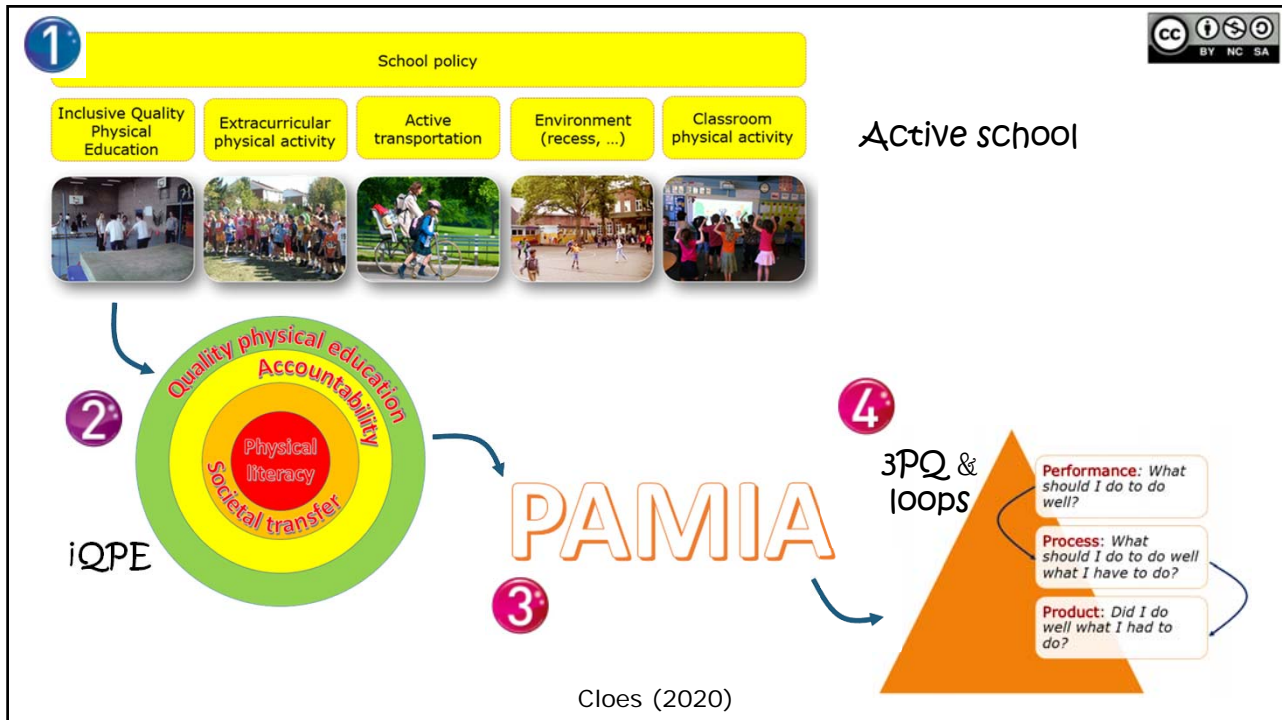 1
School policy
Inclusive Quality
Physical
Education
Extracurricular
physical activity
Active
transportation
Environment
(recess, ...)
Classroom
physical activity
Active school
cc
BY NC SA
2
Quality physical education
Accountability
Societal transfer
Physical
literacy
iQPE
3
PAMIA
4
3PQ &
loops
Performance: What
should I do to do
well?
Process: What
should I do to do well
what I have to do?
Product: Did I do
well what I had to
do?
Cloes (2020)